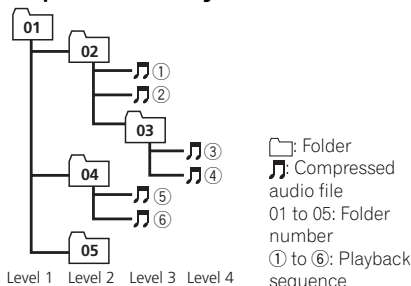 01
02
①
②
03
③
④
04
⑤
⑥
05
Level 1 Level 2 Level 3 Level 4
: Folder
: Compressed
audio file
01 to 05: Folder
number
① to ⑥: Playback
sequence